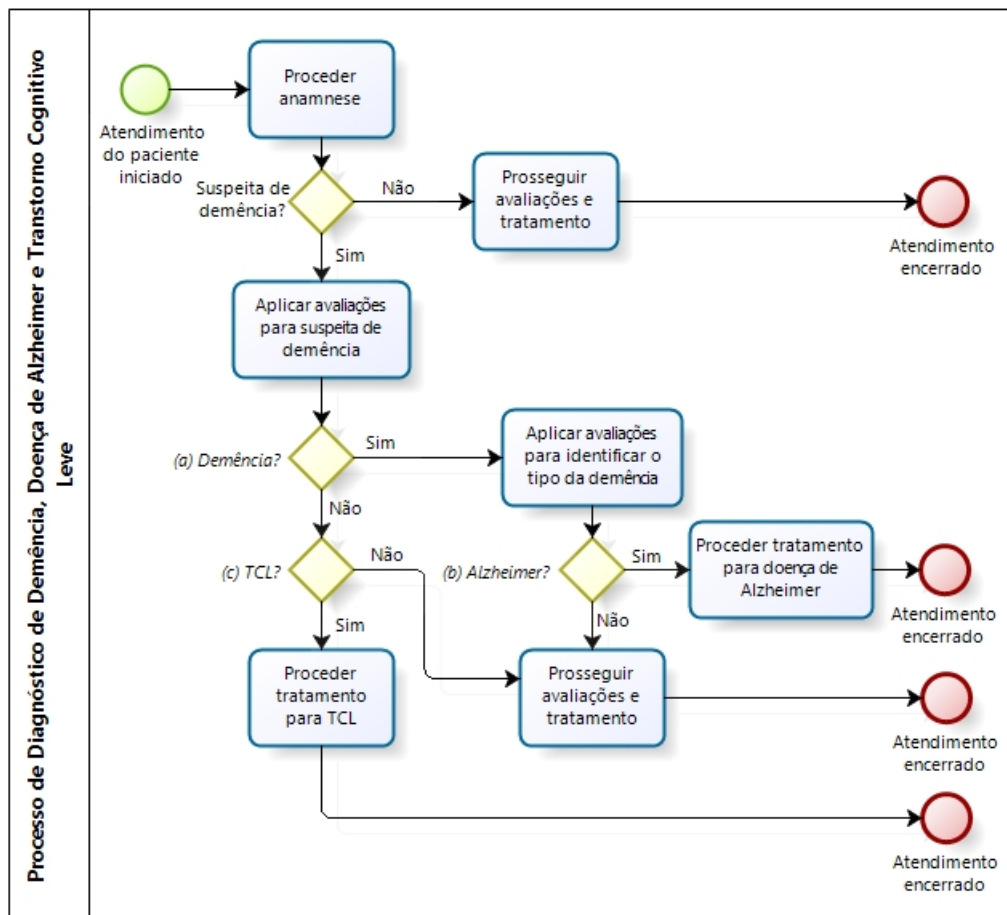 Processo de Diagnóstico de Demência, Doença de Alzheimer e Transtorno Cognitivo
Leve
Proceder
anamnese
Atendimento
do paciente
iniciado
Suspeita de
demência?
Não
Prosseguir
avaliações e
tratamento
Atendimento
encerrado
Sim
Aplicar avaliações
para suspeita de
demência
(a) Demência?
Sim
Aplicar avaliações
para identificar o
tipo da demência
Não
(c) TCL?
Não
(b) Alzheimer?
Sim
Proceder tratamento
para doença de
Alzheimer
Atendimento
encerrado
Sim
Não
Proceder
tratamento
para TCL
Prosseguir
avaliações e
tratamento
Atendimento
encerrado
Atendimento
encerrado